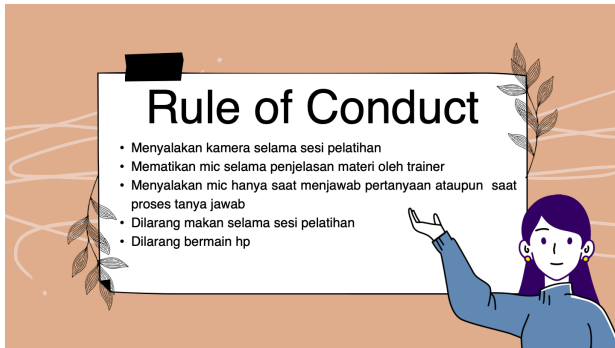 Rule of Conduct
• Menyalakan kamera selama sesi pelatihan
• Mematikan mic selama penjelasan materi oleh trainer
• Menyalakan mic hanya saat menjawab pertanyaan ataupun saat
proses tanya jawab
• Dilarang makan selama sesi pelatihan
• Dilarang bermain hp